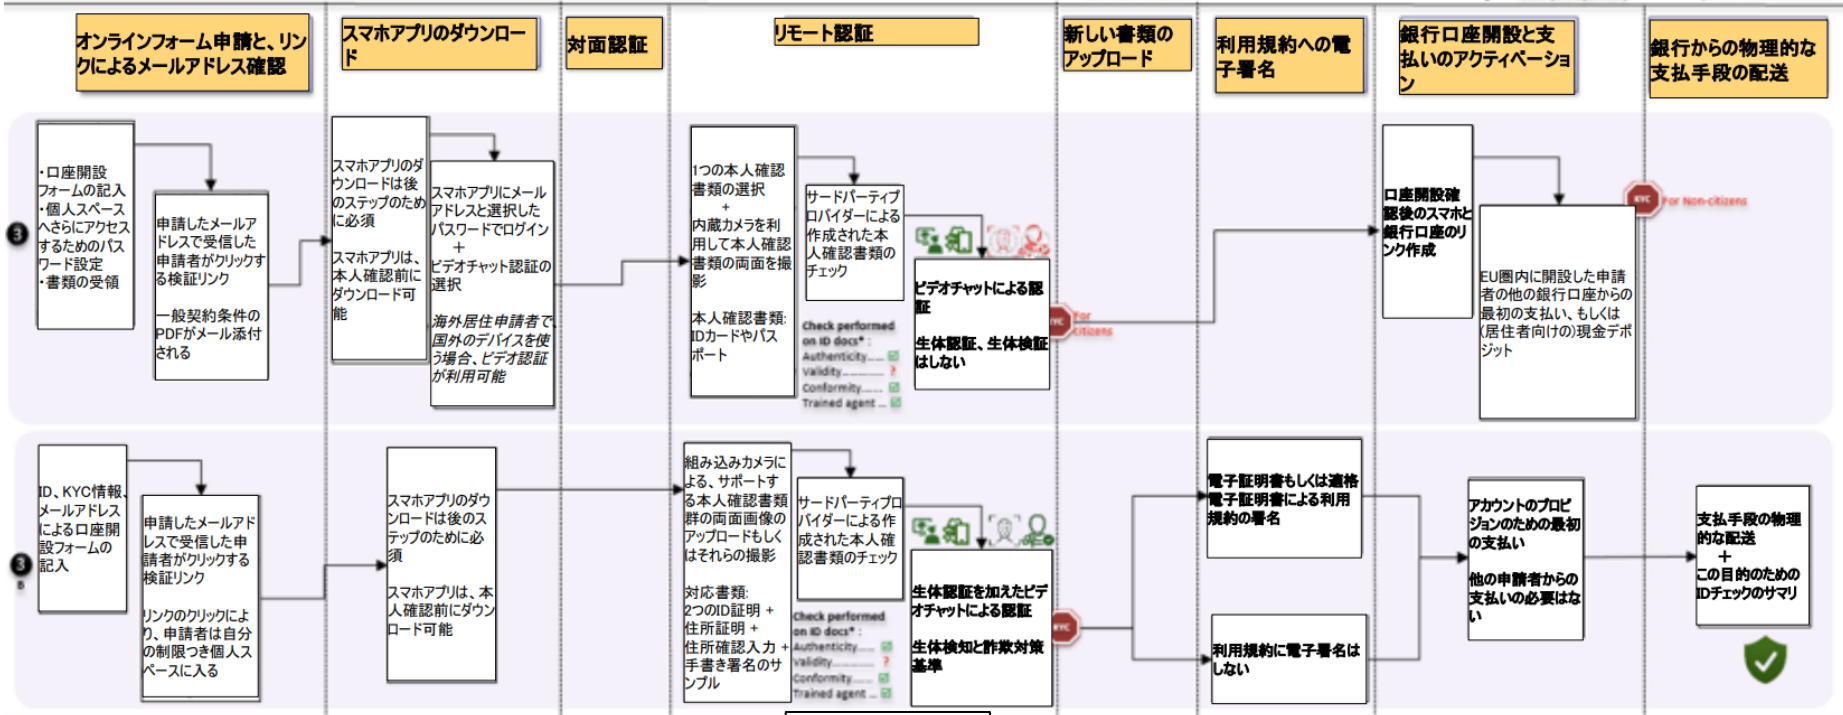 オンラインフォーム申請と、リン
クによるメールアドレス確認
スマホアプリのダウンロー
ド
対面認証
リモート認証
新しい書類の
アップロード
利用規約への電
子署名
銀行口座開設と支
払いのアクティベーショ
ン
銀行からの物理的な
支払手段の配送
3
・口座開設
フォームの記入
・個人スペース
へさらにアクセス
するためのパス
ワード設定
・書類の受領
申請したメールア
ドレスで受信した
申請者がクリックす
る検証リンク
一般契約条件の
PDFがメール添付
される
スマホアプリのダ
ウンロードは後
のステップのため
に必須
スマホアプリは、
本人確認前に
ダウンロード可
能
スマホアプリにメール
アドレスと選択した
パスワードでログイン
+
ビデオチャット認証の
選択
海外居住申請者で、
国外のデバイスを使
う場合、ビデオ認証
が利用可能
1つの本人確認
書類の選択
+
内蔵カメラを利
用して本人確認
書類の両面を撮
影
本人確認書類:
IDカードやパス
ポート
サードパーティプ
ロバイダーによる
作成された本
人確認書類の
チェック
Check performed
on ID docs* :
Authenticity......
Validity............... ?
Conformity.......
Trained agent ...
ビデオチャットによる認
証
生体認証、生体検証
はしない
KYC
For
citizens
口座開設確
認後のスマホと
銀行口座のリ
ンク作成
EU圏内に開設した申請
者の他の銀行口座からの
最初の支払い、もしくは
(居住者向けの)現金デポ
ジット
KYC
For Non-citizens
3
B
ID、KYC情報、
メールアドレス
による口座開
設フォームの
記入
申請したメールアド
レスで受信した申
請者がクリックする
検証リンク
リンクのクリックによ
り、申請者は自分
の制限つき個人ス
ペースに入る
スマホアプリのダウ
ンロードは後のス
テップのために必
須
スマホアプリは、本
人確認前にダウン
ロード可能
組み込みカメラに
よる、サポートす
る本人確認書類
群の両面画像の
アップロードもしく
はそれらの撮影
対応書類:
2つのID証明 +
住所証明 +
住所確認入力 +
手書き署名のサ
ンプル
サードパーティプロ
バイダーによる作
成された本人確
認書類のチェック
Check performed
on ID docs* :
Authenticity......
Validity............... ?
Conformity.......
Trained agent ...
生体認証を加えたビデ
オチャットによる認証
生体検知と詐欺対策
基準
KYC
電子証明書もしくは適格
電子証明書による利用
規約の署名
利用規約に電子署名は
しない
アカウントのプロビ
ジョンのための最初
の支払い
他の申請者からの
支払いの必要はな
い
支払手段の物理
的な配送
+
この目的のための
IDチェックのサマリ